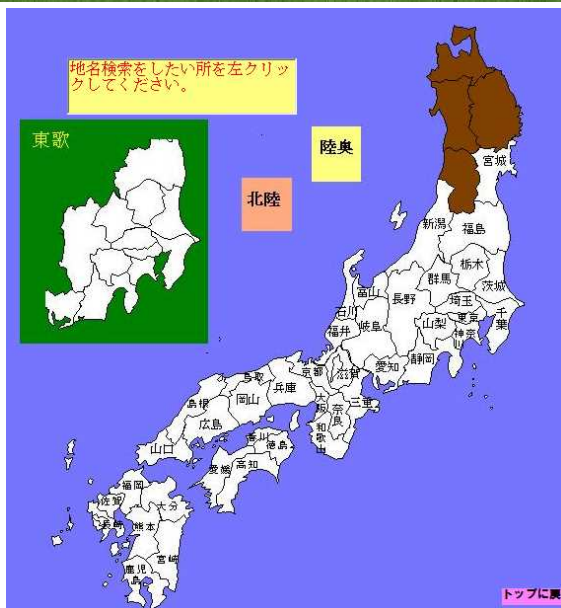 地名検索をしたい所を左クリッ
クしてください。
東歌
陸奥
北陸
宮城
新潟
福島
栃木
群馬
茨城
富山
石川
長野
埼玉
福井
岐阜
山梨
東京
千葉
神奈川
静岡
愛知
滋賀
京都
鳥取
兵庫
島根
岡山
大阪
奈良
三重
広島
和歌山
山口
香川
徳島
愛媛
高知
福岡
佐賀
大分
長崎
熊本
宮崎
鹿児島
トップに戻